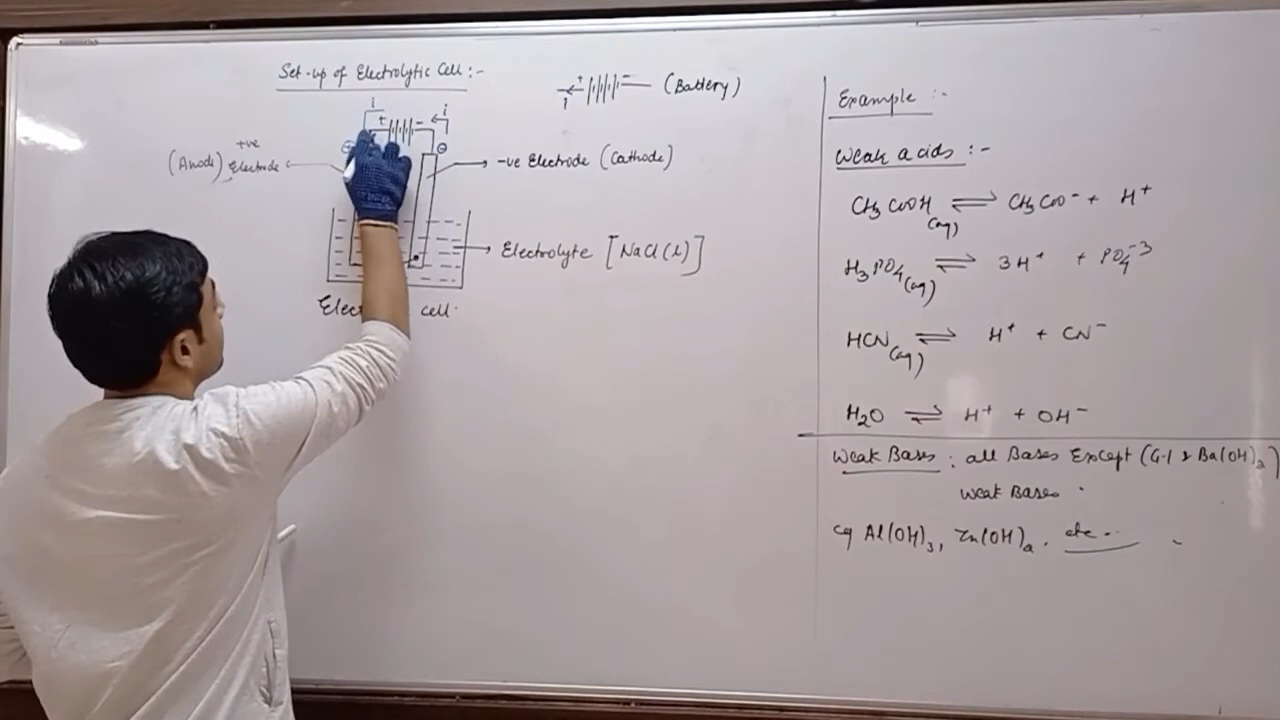 Set-up of Electrolytic Cell :-
+ - (Battery)
i
i + - i
+ve
(Anode) Electrode
-ve Electrode (Cathode)
Electrolyte [NaCl(l)]
cell.
Example :-
Weak acids :-
CH3COOH(aq) ⇌ CH3COO- + H+
H3PO4(aq) ⇌ 3H+ + PO4-3
HCN(aq) ⇌ H+ + CN-
H2O ⇌ H+ + OH-
Weak Bases : all Bases Except (G-1 & Ba(OH)2)
Weak Bases .
eg Al(OH)3, Zn(OH)2, etc...